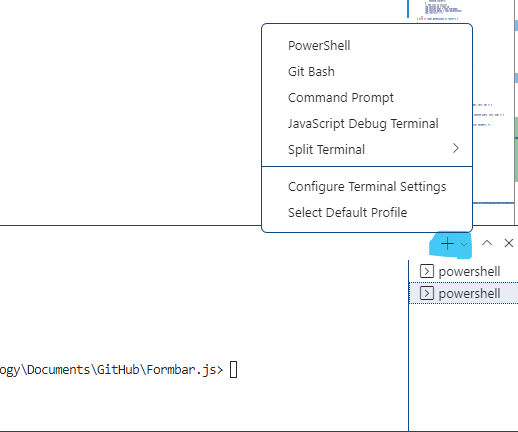 PowerShell
Git Bash
Command Prompt
JavaScript Debug Terminal
Split Terminal
Configure Terminal Settings
Select Default Profile
powershell
powershell
ogy\Documents\GitHub\Formbar.js>